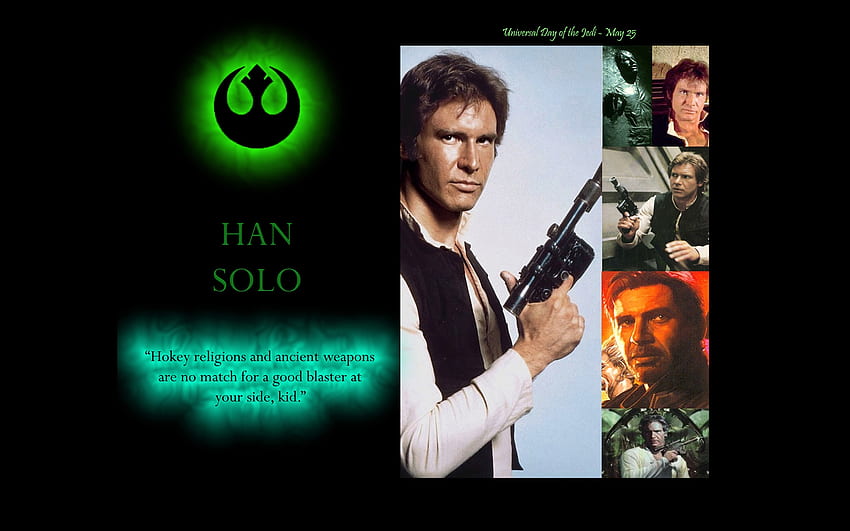 Universal Day of the Jedi - May 25
HAN
SOLO
“Hokey religions and ancient weapons
are no match for a good blaster at
your side, kid.”